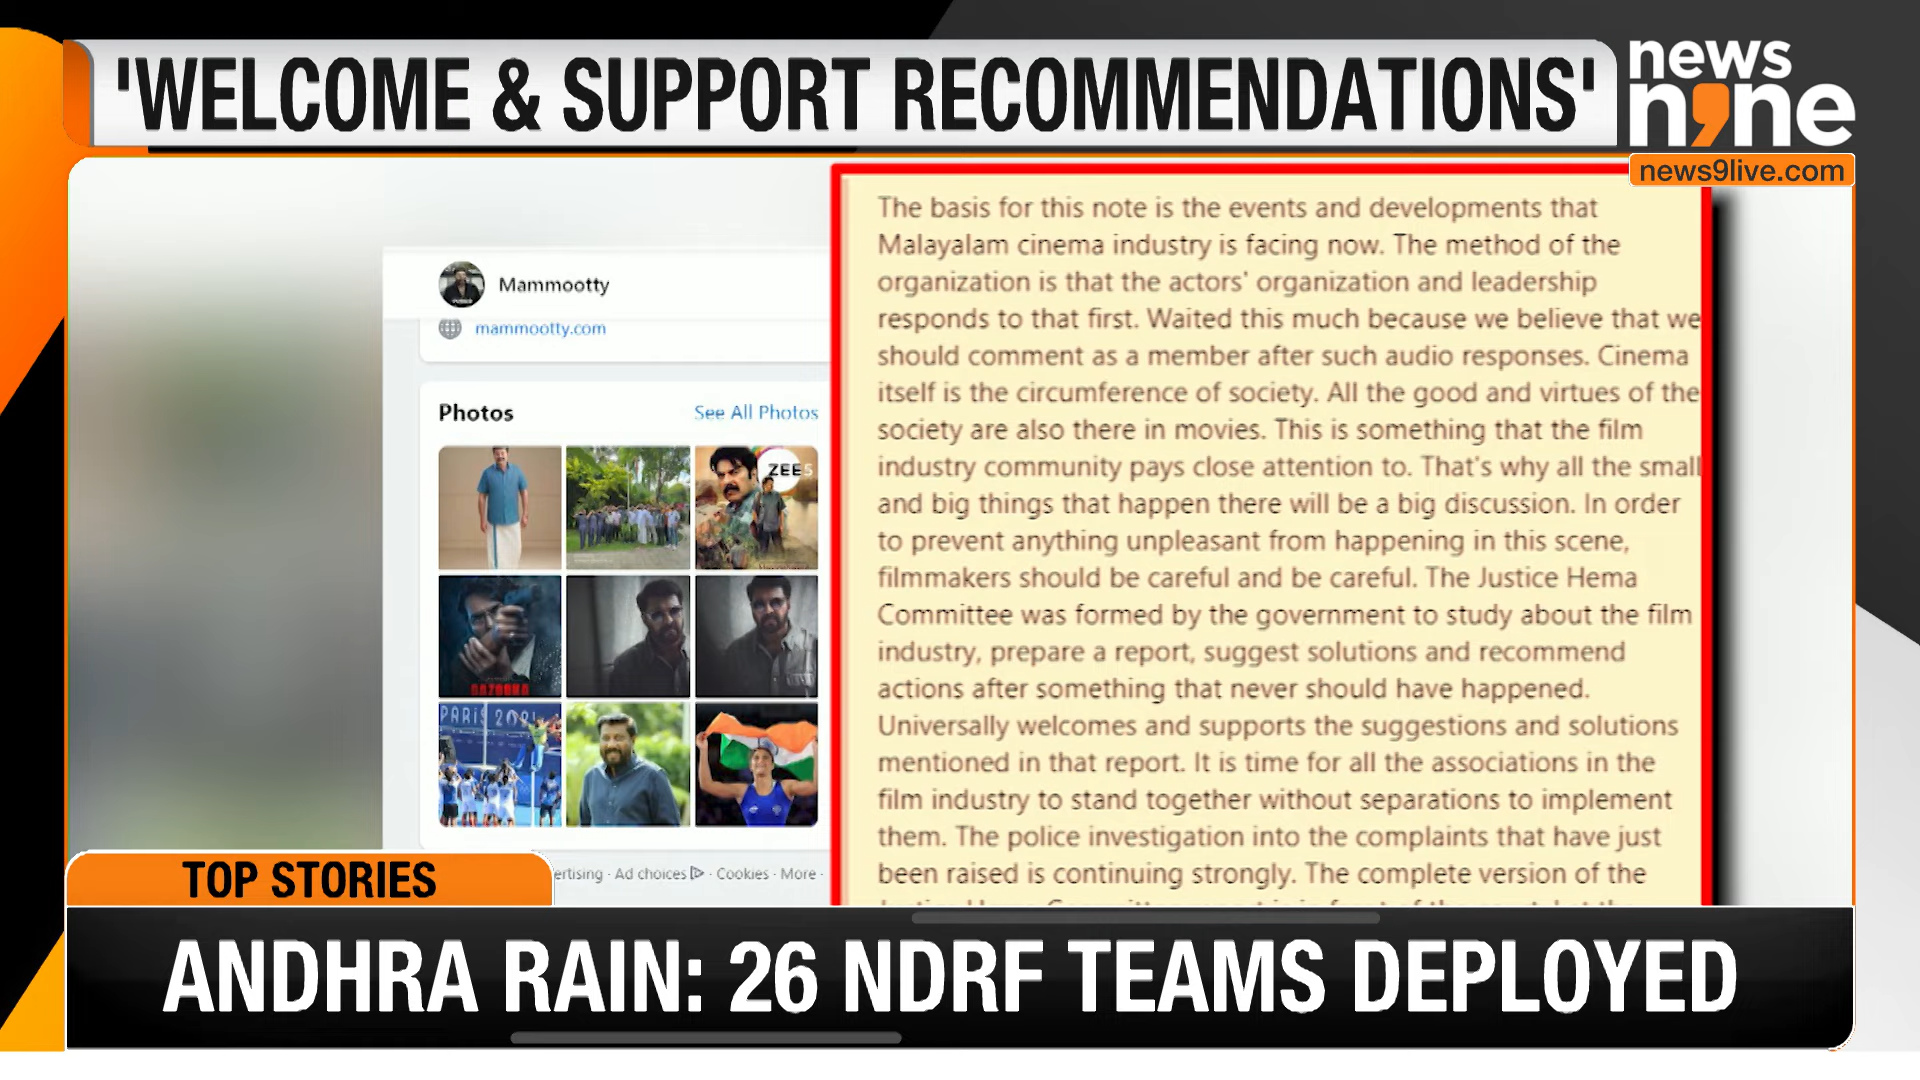 'WELCOME & SUPPORT RECOMMENDATIONS'
news
nine
news9live.com
Mammootty
mammootty.com
Photos
See All Photos
ZEE5
BAZOOKA
PARIS 2024
ertising · Ad choices · Cookies · More ·
The basis for this note is the events and developments that
Malayalam cinema industry is facing now. The method of the
organization is that the actors' organization and leadership
responds to that first. Waited this much because we believe that we
should comment as a member after such audio responses. Cinema
itself is the circumference of society. All the good and virtues of the
society are also there in movies. This is something that the film
industry community pays close attention to. That's why all the small
and big things that happen there will be a big discussion. In order
to prevent anything unpleasant from happening in this scene,
filmmakers should be careful and be careful. The Justice Hema
Committee was formed by the government to study about the film
industry, prepare a report, suggest solutions and recommend
actions after something that never should have happened.
Universally welcomes and supports the suggestions and solutions
mentioned in that report. It is time for all the associations in the
film industry to stand together without separations to implement
them. The police investigation into the complaints that have just
been raised is continuing strongly. The complete version of the
TOP STORIES
ANDHRA RAIN: 26 NDRF TEAMS DEPLOYED